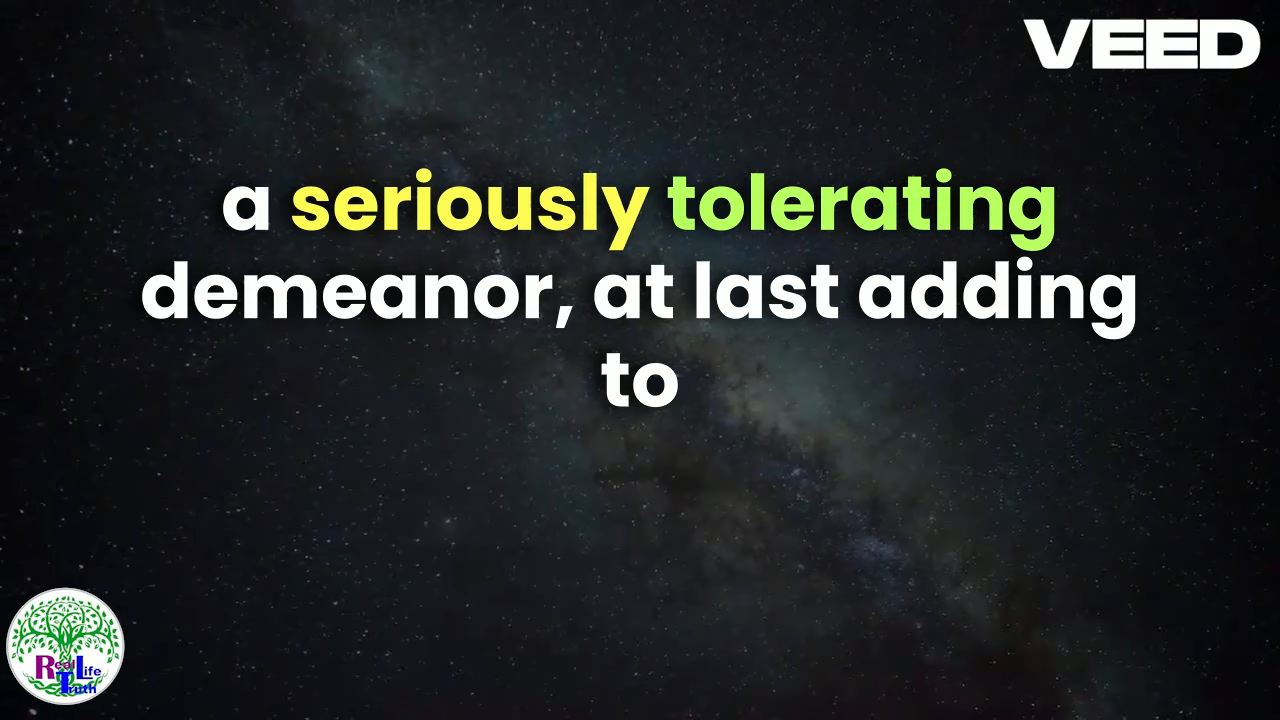 VEED
a seriously tolerating
demeanor, at last adding
to
Real Life
Truth